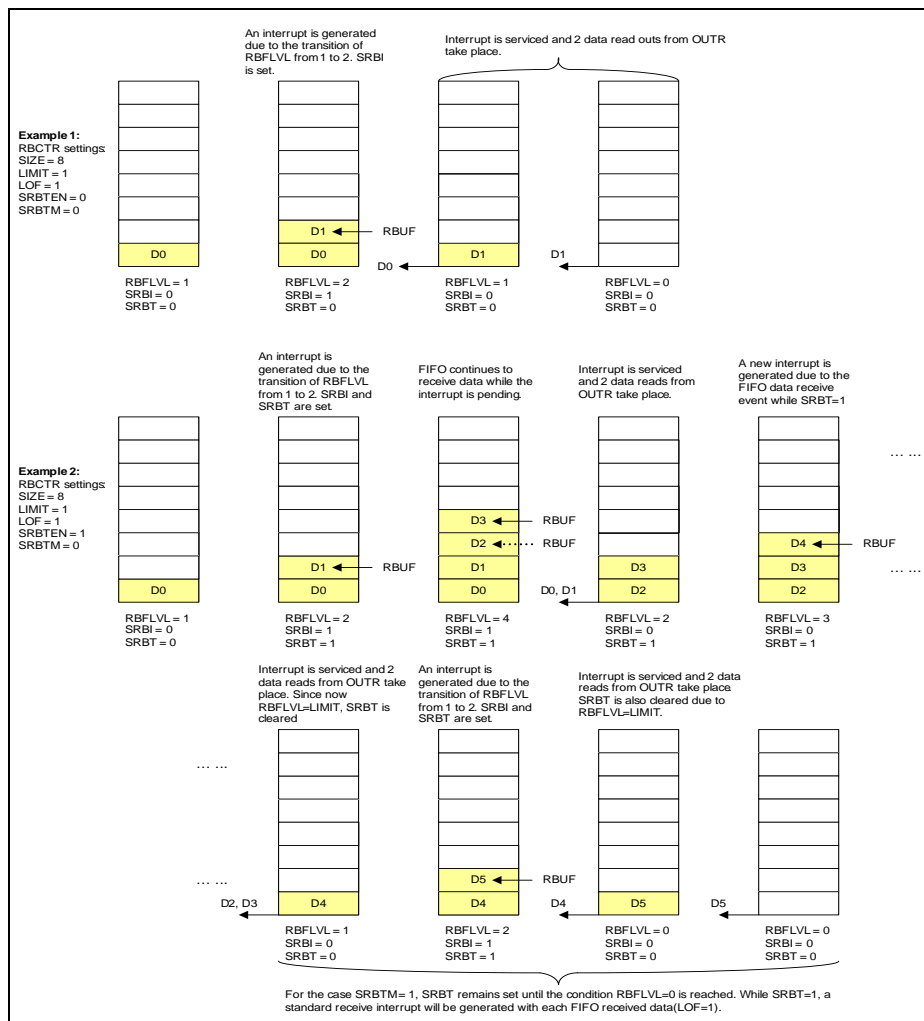 An interrupt is generated
due to the transition of
RBFLVL from 1 to 2. SRBI
is set.
Interrupt is serviced and 2 data read outs from OUTR
take place.
Example 1:
RBCTR settings:
SIZE = 8
LIMIT = 1
LOF = 1
SRBTEN = 0
SRBTM = 0
D0
D1
D0
RBUF
D0
D1
D1
RBFLVL = 1
SRBI = 0
SRBT = 0
RBFLVL = 2
SRBI = 1
SRBT = 0
RBFLVL = 1
SRBI = 0
SRBT = 0
RBFLVL = 0
SRBI = 0
SRBT = 0
An interrupt is
generated due to the
transition of RBFLVL
from 1 to 2. SRBI and
SRBT are set.
FIFO continues to
receive data while the
interrupt is pending.
Interrupt is serviced
and 2 data reads from
OUTR take place.
A new interrupt is
generated due to the
FIFO data receive
event while SRBT=1
Example 2:
RBCTR settings:
SIZE = 8
LIMIT = 1
LOF = 1
SRBTEN = 1
SRBTM = 0
D0
D1
D0
RBUF
D3
D2
D1
D0
RBUF
RBUF
D0, D1
D3
D2
D4
D3
D2
RBUF
... ...
... ...
RBFLVL = 1
SRBI = 0
SRBT = 0
RBFLVL = 2
SRBI = 1
SRBT = 1
RBFLVL = 4
SRBI = 1
SRBT = 1
RBFLVL = 2
SRBI = 0
SRBT = 1
RBFLVL = 3
SRBI = 0
SRBT = 1
Interrupt is serviced and 2
data reads from OUTR take
place. Since now
RBFLVL=LIMIT, SRBT is
cleared
An interrupt is
generated due to the
transition of RBFLVL
from 1 to 2. SRBI and
SRBT are set.
Interrupt is serviced and 2 data
reads from OUTR take place.
SRBT is also cleared due to
RBFLVL=LIMIT.
... ...
... ...
D2, D3
D4
D5
D4
RBUF
D4
D5
D5
RBFLVL = 1
SRBI = 0
SRBT = 0
RBFLVL = 2
SRBI = 1
SRBT = 1
RBFLVL = 0
SRBI = 0
SRBT = 0
RBFLVL = 0
SRBI = 0
SRBT = 0
For the case SRBTM= 1, SRBT remains set until the condition RBFLVL=0 is reached. While SRBT=1, a
standard receive interrupt will be generated with each FIFO received data(LOF=1).